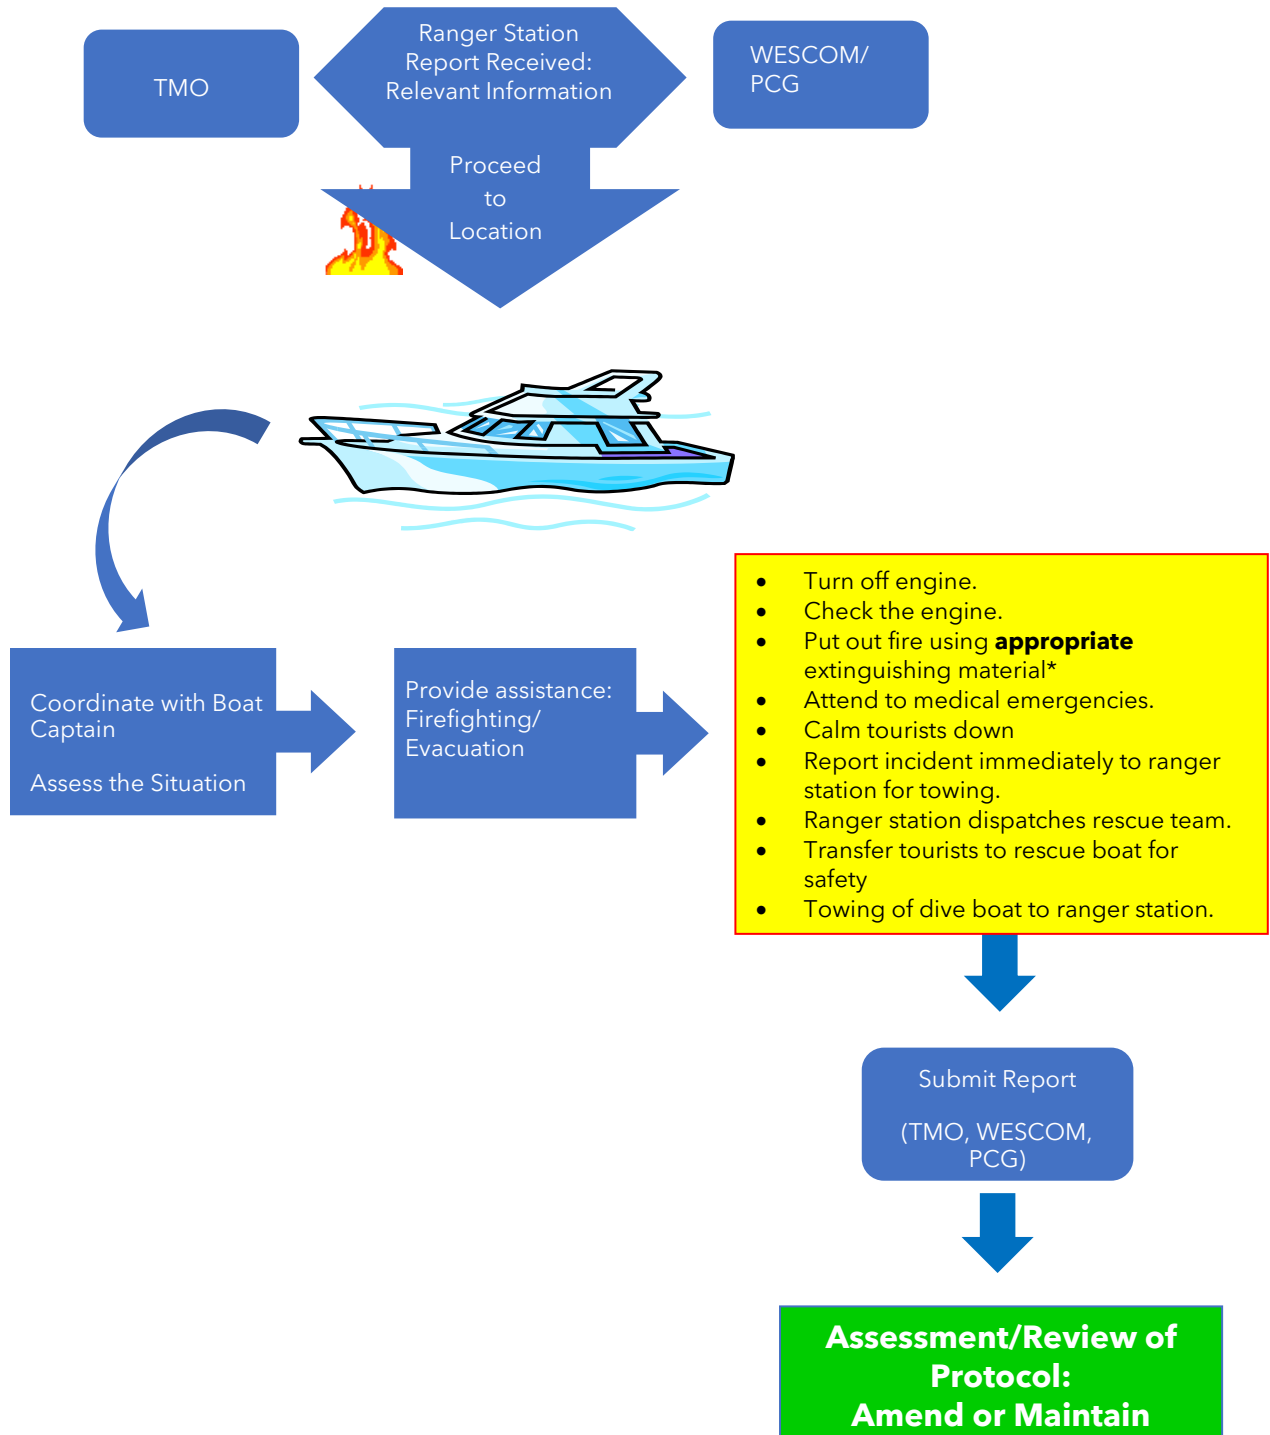 TMO
Ranger Station
Report Received:
Relevant Information
WESCOM/
PCG
Proceed
to
Location
Coordinate with Boat
Captain
Assess the Situation
Provide assistance:
Firefighting/
Evacuation
• Turn off engine.
• Check the engine.
• Put out fire using appropriate
extinguishing material*
• Attend to medical emergencies.
• Calm tourists down
• Report incident immediately to ranger
station for towing.
• Ranger station dispatches rescue team.
• Transfer tourists to rescue boat for
safety
• Towing of dive boat to ranger station.
Submit Report
(TMO, WESCOM,
PCG)
Assessment/Review of
Protocol:
Amend or Maintain